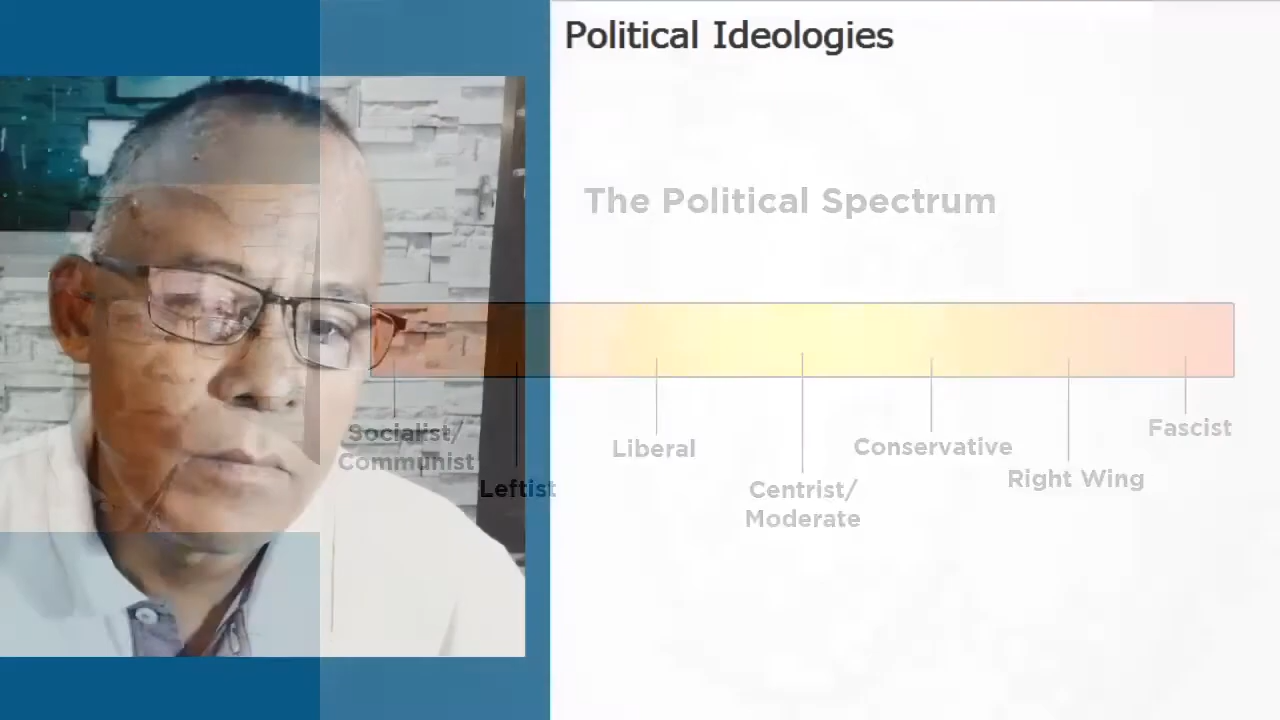 Political Ideologies
The Political Spectrum
Socialist/
Communist
Leftist
Liberal
Centrist/
Moderate
Conservative
Right Wing
Fascist